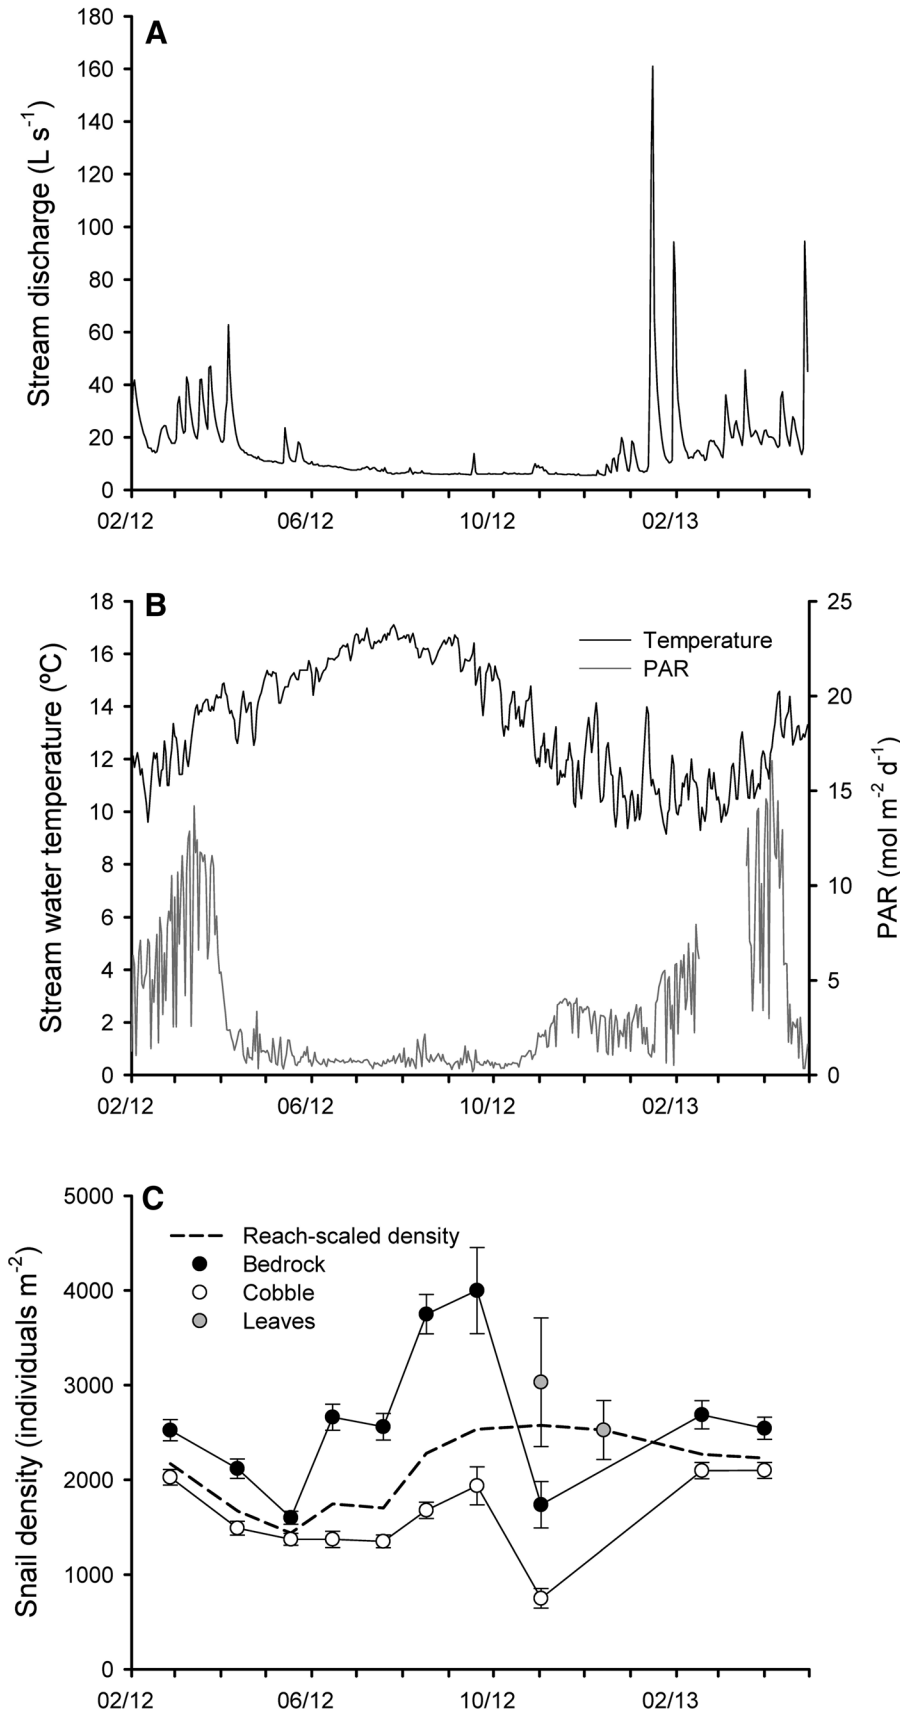 A
Stream discharge (L s-1)
180
160
140
120
100
80
60
40
20
0
02/12 06/12 10/12 02/13
B
Stream water temperature (ºC)
18
16
14
12
10
8
6
4
2
0
Temperature
PAR
25
20
15
10
5
0
PAR (mol m-2 d-1)
02/12 06/12 10/12 02/13
C
Snail density (individuals m-2)
5000
4000
3000
2000
1000
0
Reach-scaled density
Bedrock
Cobble
Leaves
02/12 06/12 10/12 02/13